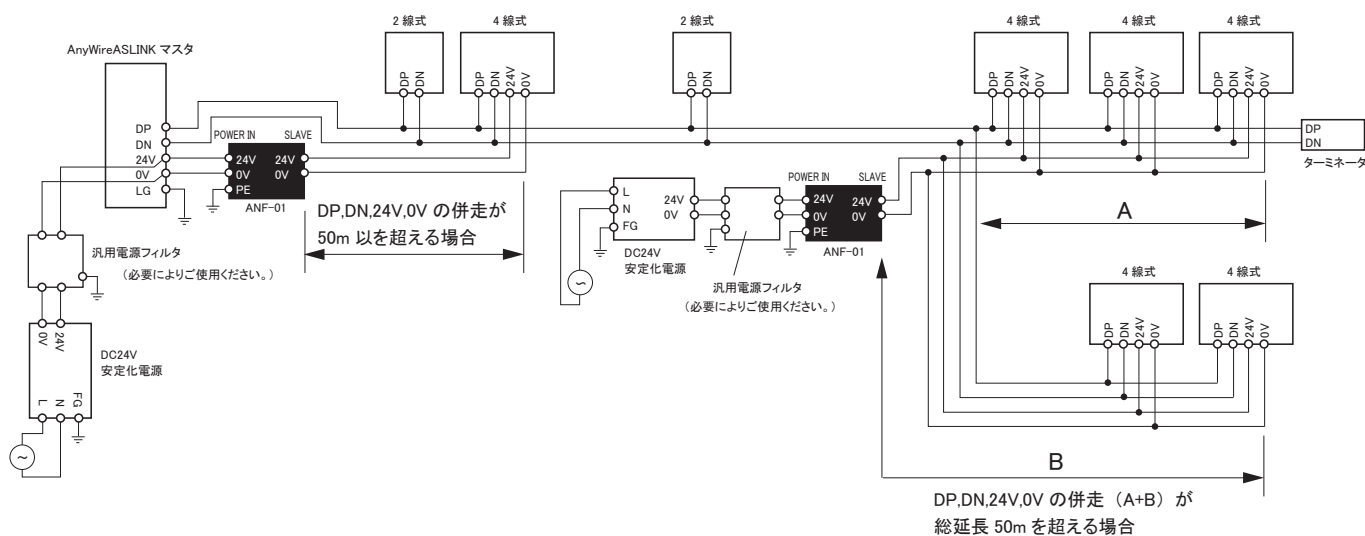 2 線式
4 線式
2 線式
4 線式
4 線式
4 線式
AnyWireASLINK マスタ
DP
DN
DP
DN
24V
0V
DP
DN
DP
DN
24V
0V
DP
DN
24V
0V
DP
DN
24V
0V
DP
DN
24V
0V
LG
POWER IN
SLAVE
24V
0V
PE
24V
0V
ANF-01
DP
DN
ターミネータ
DP,DN,24V,0V の併走が
50m 以を超える場合
L
N
FG
24V
0V
DC24V
安定化電源
POWER IN
SLAVE
24V
0V
PE
24V
0V
ANF-01
A
汎用電源フィルタ
(必要によりご使用ください。)
汎用電源フィルタ
(必要によりご使用ください。)
4 線式
4 線式
DP
DN
24V
0V
DP
DN
24V
0V
0V
24V
DC24V
安定化電源
L
N
FG
B
DP,DN,24V,0V の併走（A+B）が
総延長 50m を超える場合